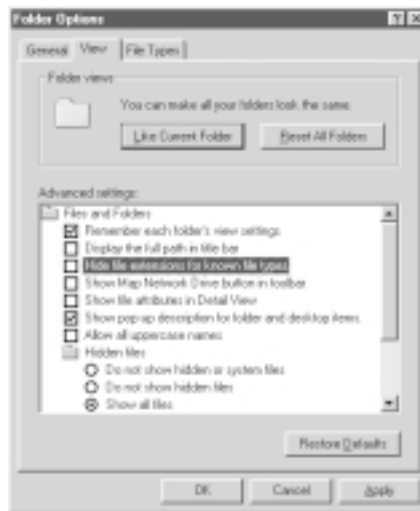 Folder Options
General View File Types
Folder views
You can make all your folders look the same.
Like Current Folder Reset All Folders
Advanced settings:
Files and Folders
Remember each folder's view settings
Display the full path in title bar
Hide file extensions for known file types
Show Map Network Drive button in toolbar
Show file attributes in Detail View
Show pop-up description for folder and desktop items.
Allow all uppercase names
Hidden files
Do not show hidden or system files
Do not show hidden files
Show all files
Restore Defaults
OK Cancel Apply